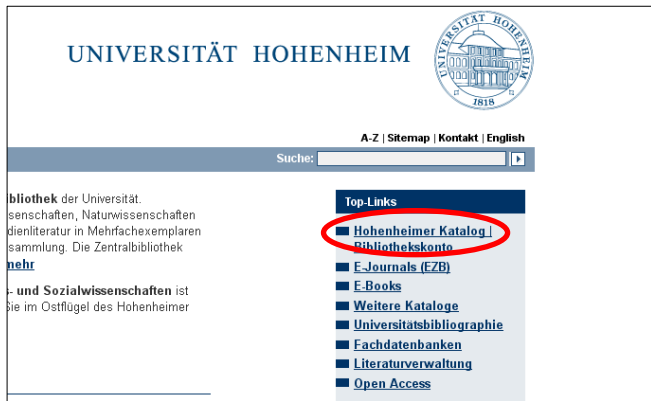 UNIVERSITÄT HOHENHEIM
UNIVERSITÄT HOHENHEIM
1818
A-Z | Sitemap | Kontakt | English
Suche:
bliothek der Universität.
senschaften, Naturwissenschaften
dienliteratur in Mehrfachexemplaren
sammlung. Die Zentralbibliothek
mehr
s- und Sozialwissenschaften ist
Sie im Ostflügel des Hohenheimer
Top-Links
Hohenheimer Katalog |
Bibliothekskonto
E-Journals (EZB)
E-Books
Weitere Kataloge
Universitätsbibliographie
Fachdatenbanken
Literaturverwaltung
Open Access